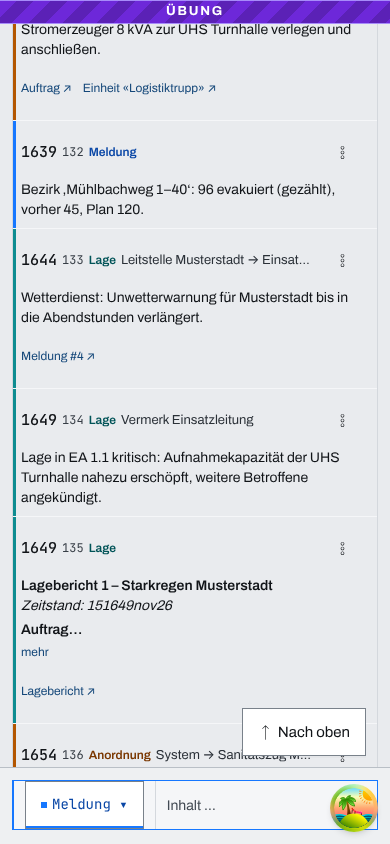 ÜBUNG
Stromerzeuger 8 kVA zur UHS Turnhalle verlegen und
anschließen.
Auftrag ↗ Einheit «Logistiktrupp» ↗
1639 132 Meldung
Bezirk ‚Mühlbachweg 1–40‘: 96 evakuiert (gezählt),
vorher 45, Plan 120.
1644 133 Lage Leitstelle Musterstadt → Einsat…
Wetterdienst: Unwetterwarnung für Musterstadt bis in
die Abendstunden verlängert.
Meldung #4 ↗
1649 134 Lage Vermerk Einsatzleitung
Lage in EA 1.1 kritisch: Aufnahmekapazität der UHS
Turnhalle nahezu erschöpft, weitere Betroffene
angekündigt.
1649 135 Lage
Lagebericht 1 – Starkregen Musterstadt
Zeitstand: 151649nov26
Auftrag…
mehr
Lagebericht ↗
↑ Nach oben
1654 136 Anordnung System → Sanitätszug M…
Meldung ▾ Inhalt …